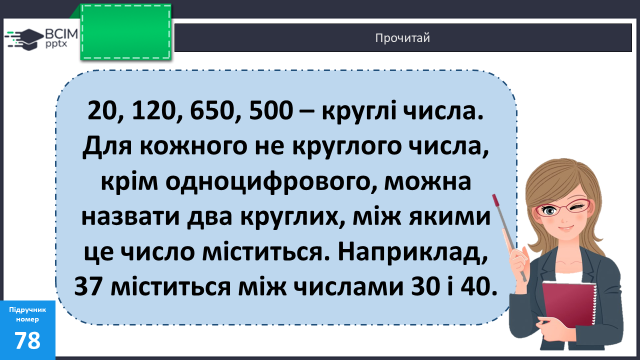 ВСІМ
pptx
Прочитай
20, 120, 650, 500 – круглі числа.
Для кожного не круглого числа,
крім одноцифрового, можна
назвати два круглих, між якими
це число міститься. Наприклад,
37 міститься між числами 30 і 40.
Підручник
номер
78